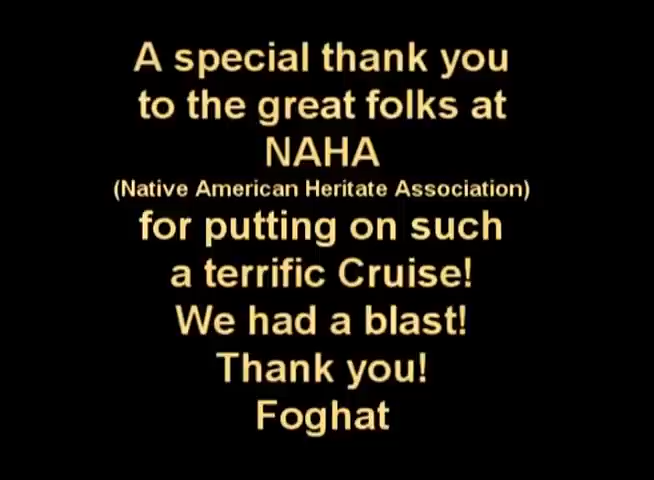 A special thank you
to the great folks at
NAHA
(Native American Heritate Association)
for putting on such
a terrific Cruise!
We had a blast!
Thank you!
Foghat